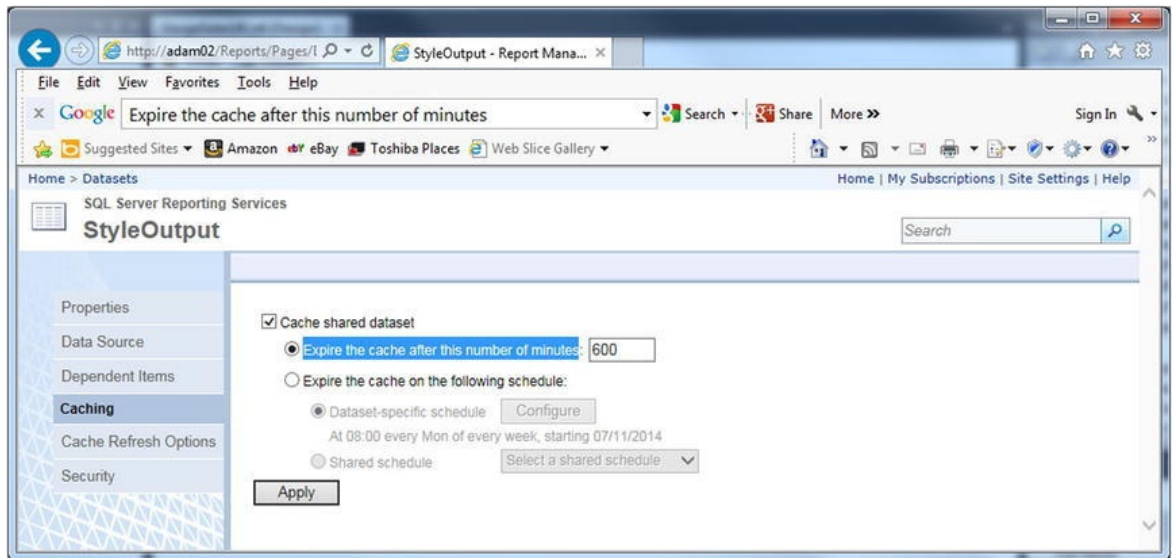 http://adam02/Reports/Pages/I
StyleOutput - Report Mana...
File Edit View Favorites Tools Help
x Google Expire the cache after this number of minutes Search Share More >> Sign In
Suggested Sites Amazon ebY eBay Toshiba Places Web Slice Gallery
Home > Datasets
Home | My Subscriptions | Site Settings | Help
SQL Server Reporting Services
StyleOutput
Search
Properties
Data Source
Dependent Items
Caching
Cache Refresh Options
Security
Cache shared dataset
Expire the cache after this number of minutes: 600
Expire the cache on the following schedule:
Dataset-specific schedule Configure
At 08:00 every Mon of every week, starting 07/11/2014
Shared schedule Select a shared schedule
Apply